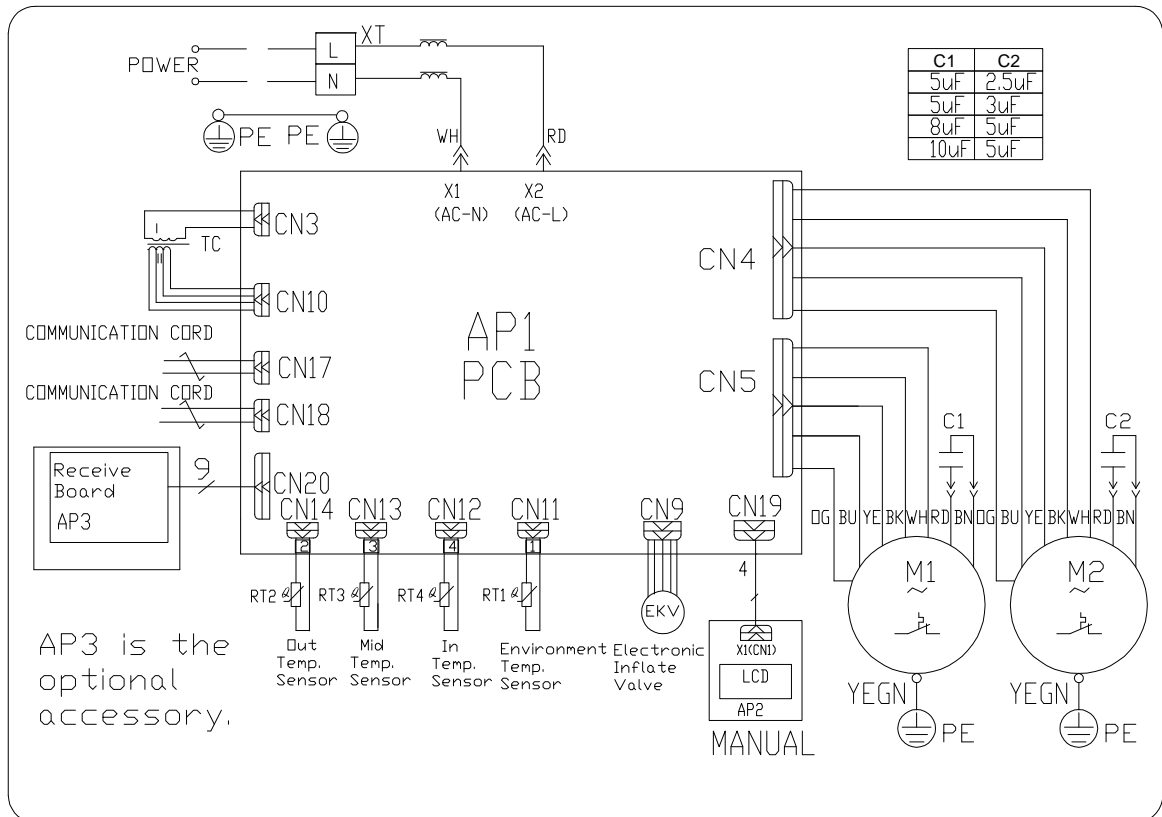 POWER
L
XT
N
PE PE
WH
RD
C1 C2
5uF 2.5uF
5uF 3uF
8uF 5uF
10uF 5uF
X1
(AC-N)
X2
(AC-L)
CN3
I
TC
II
CN10
COMMUNICATION CORD
CN17
COMMUNICATION CORD
CN18
AP1
PCB
CN4
CN5
Receive
Board
AP3
9
CN20
CN14 CN13 CN12 CN11 CN9 CN19
2 3 4 1
4
RT2 RT3 RT4 RT1
EKV
Out
Temp.
Sensor
Mid
Temp.
Sensor
In
Temp.
Sensor
Environment
Temp.
Sensor
Electronic
Inflate
Valve
X1(CN1)
LCD
AP2
MANUAL
C1 C2
OG BU YE BK WH RD BN OG BU YE BK WH RD BN
M1
~
M2
~
YEGN YEGN
PE PE
AP3 is the
optional
accessory.